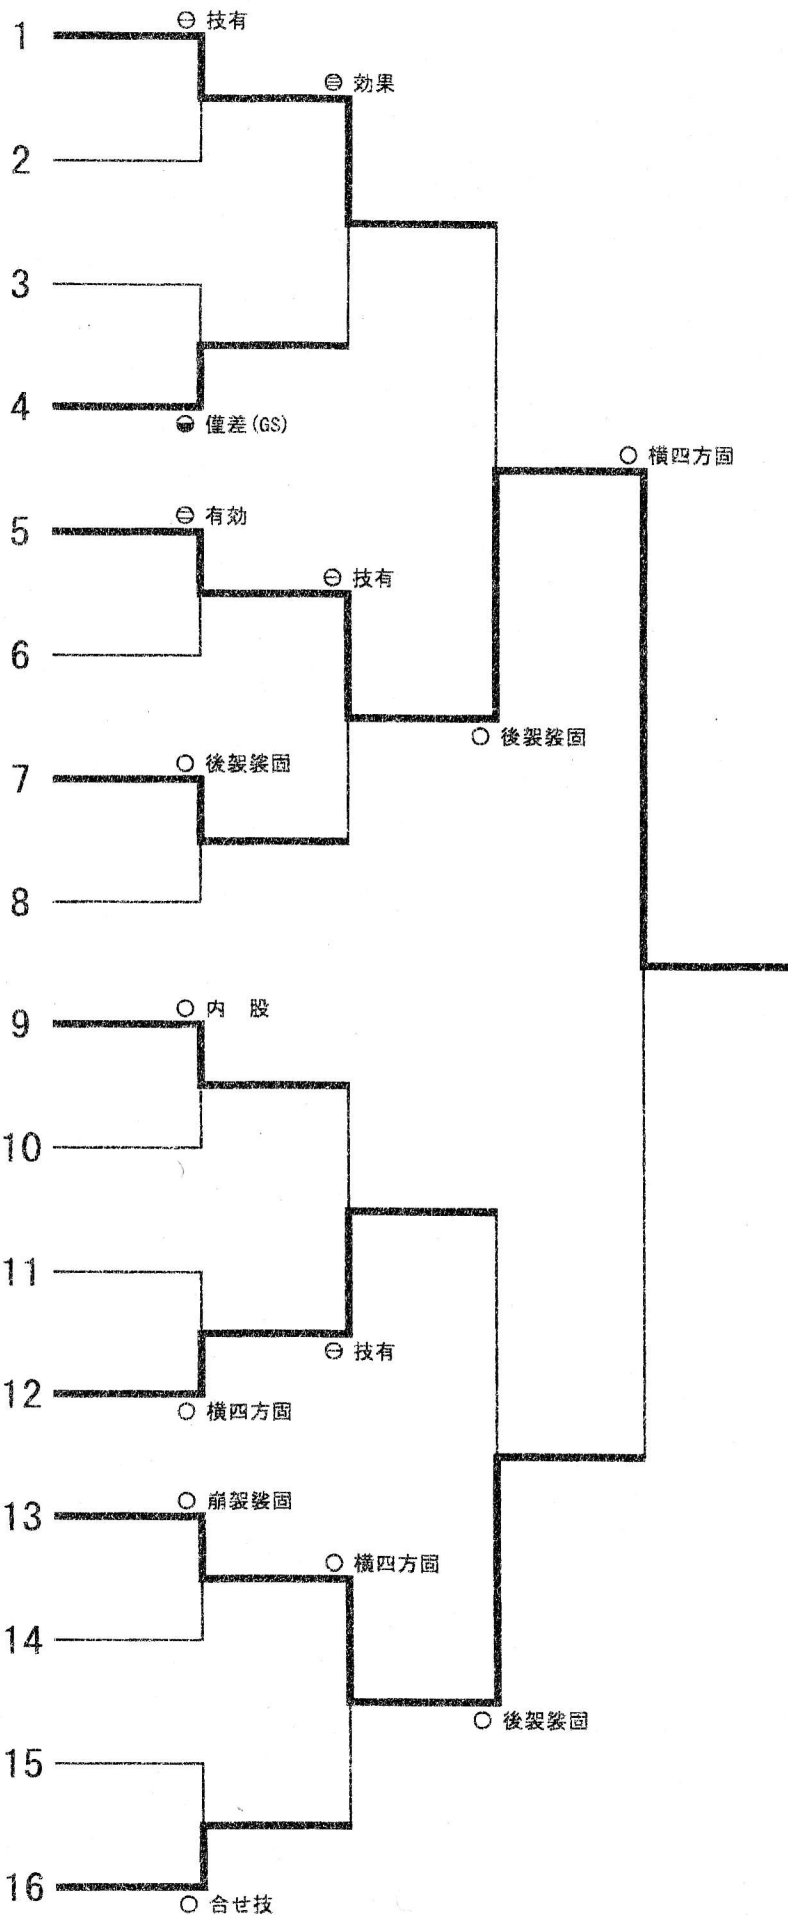 1
⊖ 技有
効果
2
3
4
僅差(GS)
○ 横四方固
5
有効
⊖ 技有
6
○ 後袈裟固
7
○ 後袈裟固
8
9
○ 内 股
10
11
⊖ 技有
12
○ 横四方固
13
○ 崩袈裟固
○ 横四方固
14
○ 後袈裟固
15
16
○ 合せ技